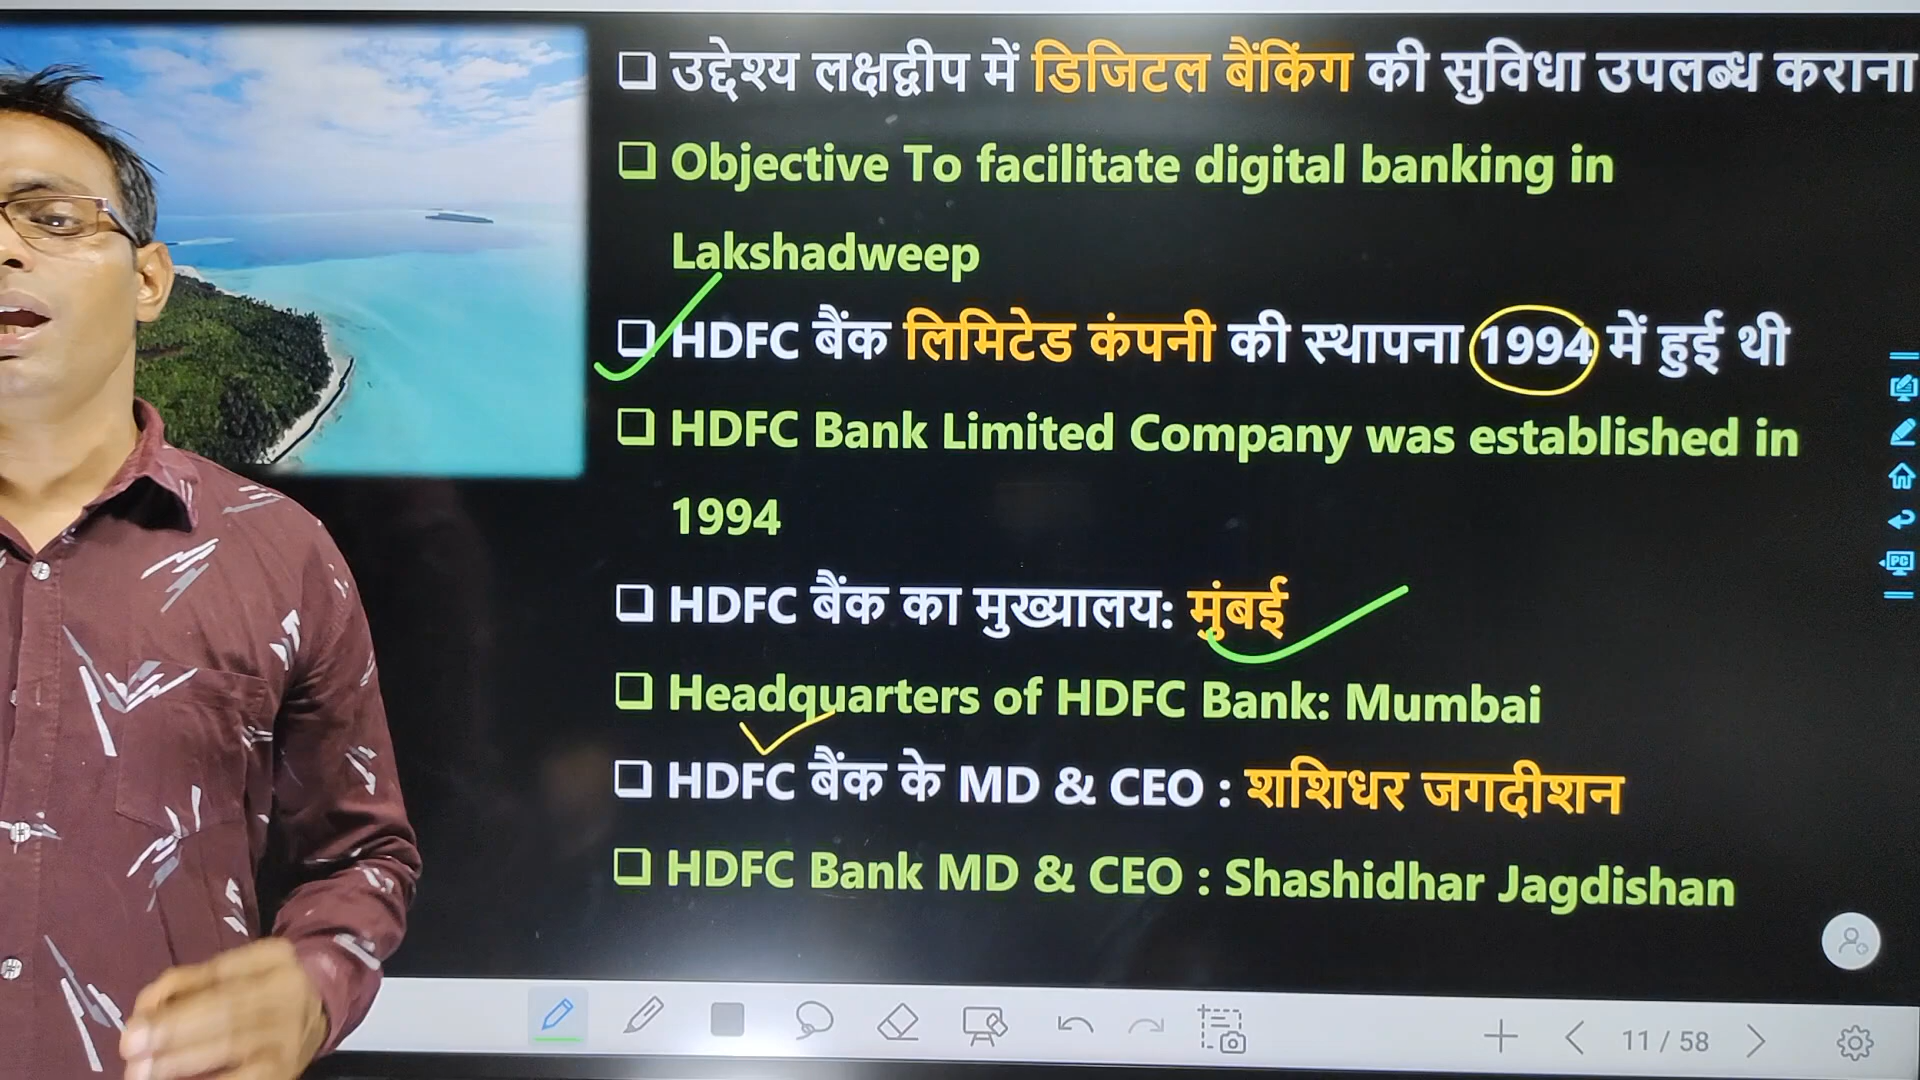 ❑ उद्देश्य लक्षद्वीप में डिजिटल बैंकिंग की सुविधा उपलब्ध कराना
❑ Objective To facilitate digital banking in
Lakshadweep
❑ HDFC बैंक लिमिटेड कंपनी की स्थापना 1994 में हुई थी
❑ HDFC Bank Limited Company was established in
1994
❑ HDFC बैंक का मुख्यालय: मुंबई
❑ Headquarters of HDFC Bank: Mumbai
❑ HDFC बैंक के MD & CEO : शशिधर जगदीशन
❑ HDFC Bank MD & CEO : Shashidhar Jagdishan
PC
11 / 58